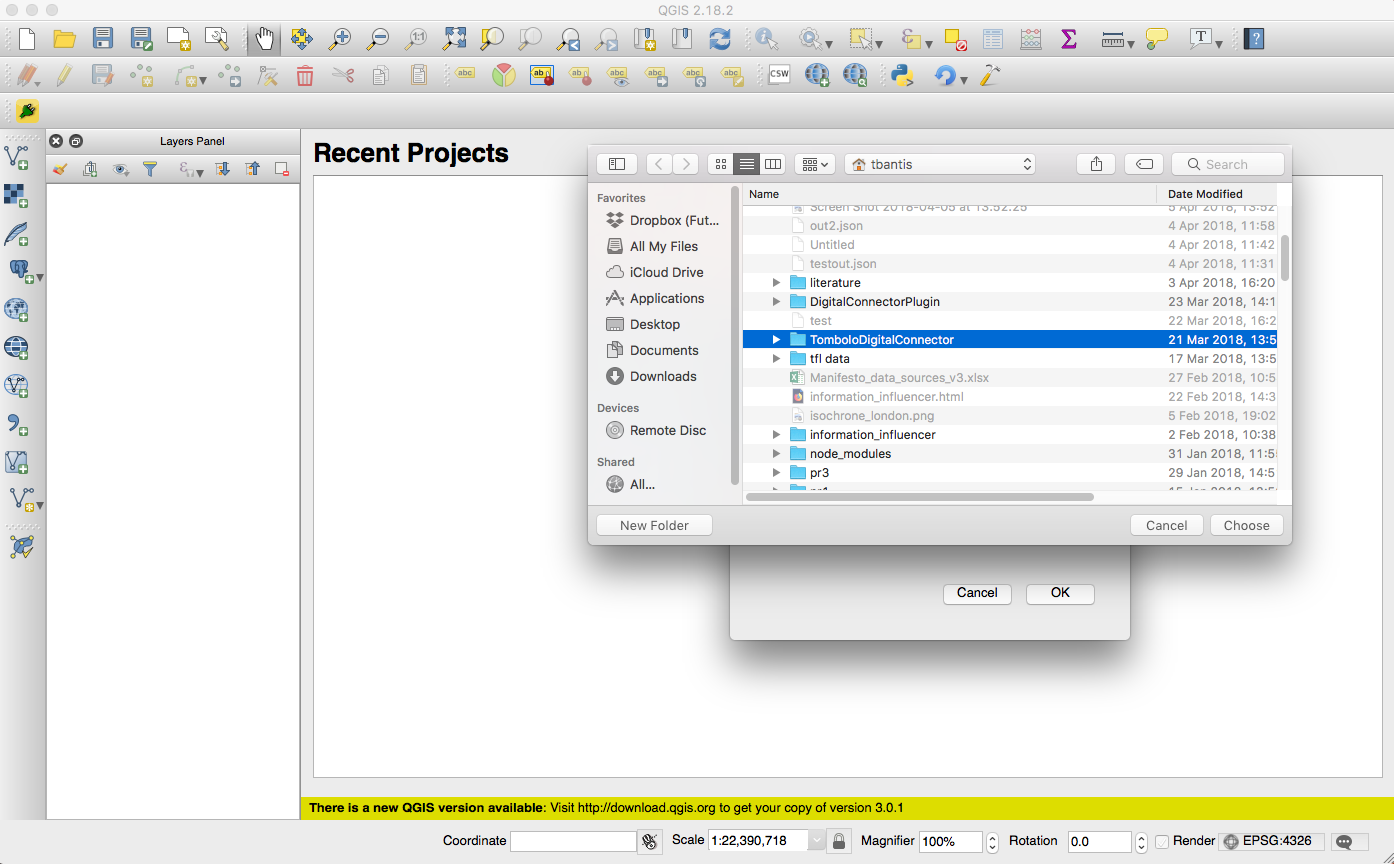 QGIS 2.18.2
1:1
Σ
T
?
abc
ab
ab
abc
abc
abc
abc
abc
CSW
Layers Panel
Recent Projects
tbantis
Search
Favorites
Dropbox (Fut...
All My Files
iCloud Drive
Applications
Desktop
Documents
Downloads
Devices
Remote Disc
Shared
All...
Name Date Modified
Screen Shot 2018-04-05 at 13.52.25 5 Apr 2018, 13:52
out2.json 4 Apr 2018, 11:58
Untitled 4 Apr 2018, 11:42
testout.json 4 Apr 2018, 11:31
literature 3 Apr 2018, 16:20
DigitalConnectorPlugin 23 Mar 2018, 14:1
test 22 Mar 2018, 16:2
TomboloDigitalConnector 21 Mar 2018, 13:5
tfl data 17 Mar 2018, 13:5
Manifesto_data_sources_v3.xlsx 27 Feb 2018, 10:5
information_influencer.html 22 Feb 2018, 14:3
isochrone_london.png 5 Feb 2018, 19:02
information_influencer 2 Feb 2018, 10:38
node_modules 31 Jan 2018, 11:5
pr3 29 Jan 2018, 14:5
New Folder Cancel Choose
Cancel OK
There is a new QGIS version available: Visit http://download.qgis.org to get your copy of version 3.0.1
Coordinate Scale 1:22,390,718 Magnifier 100% Rotation 0.0 Render EPSG:4326